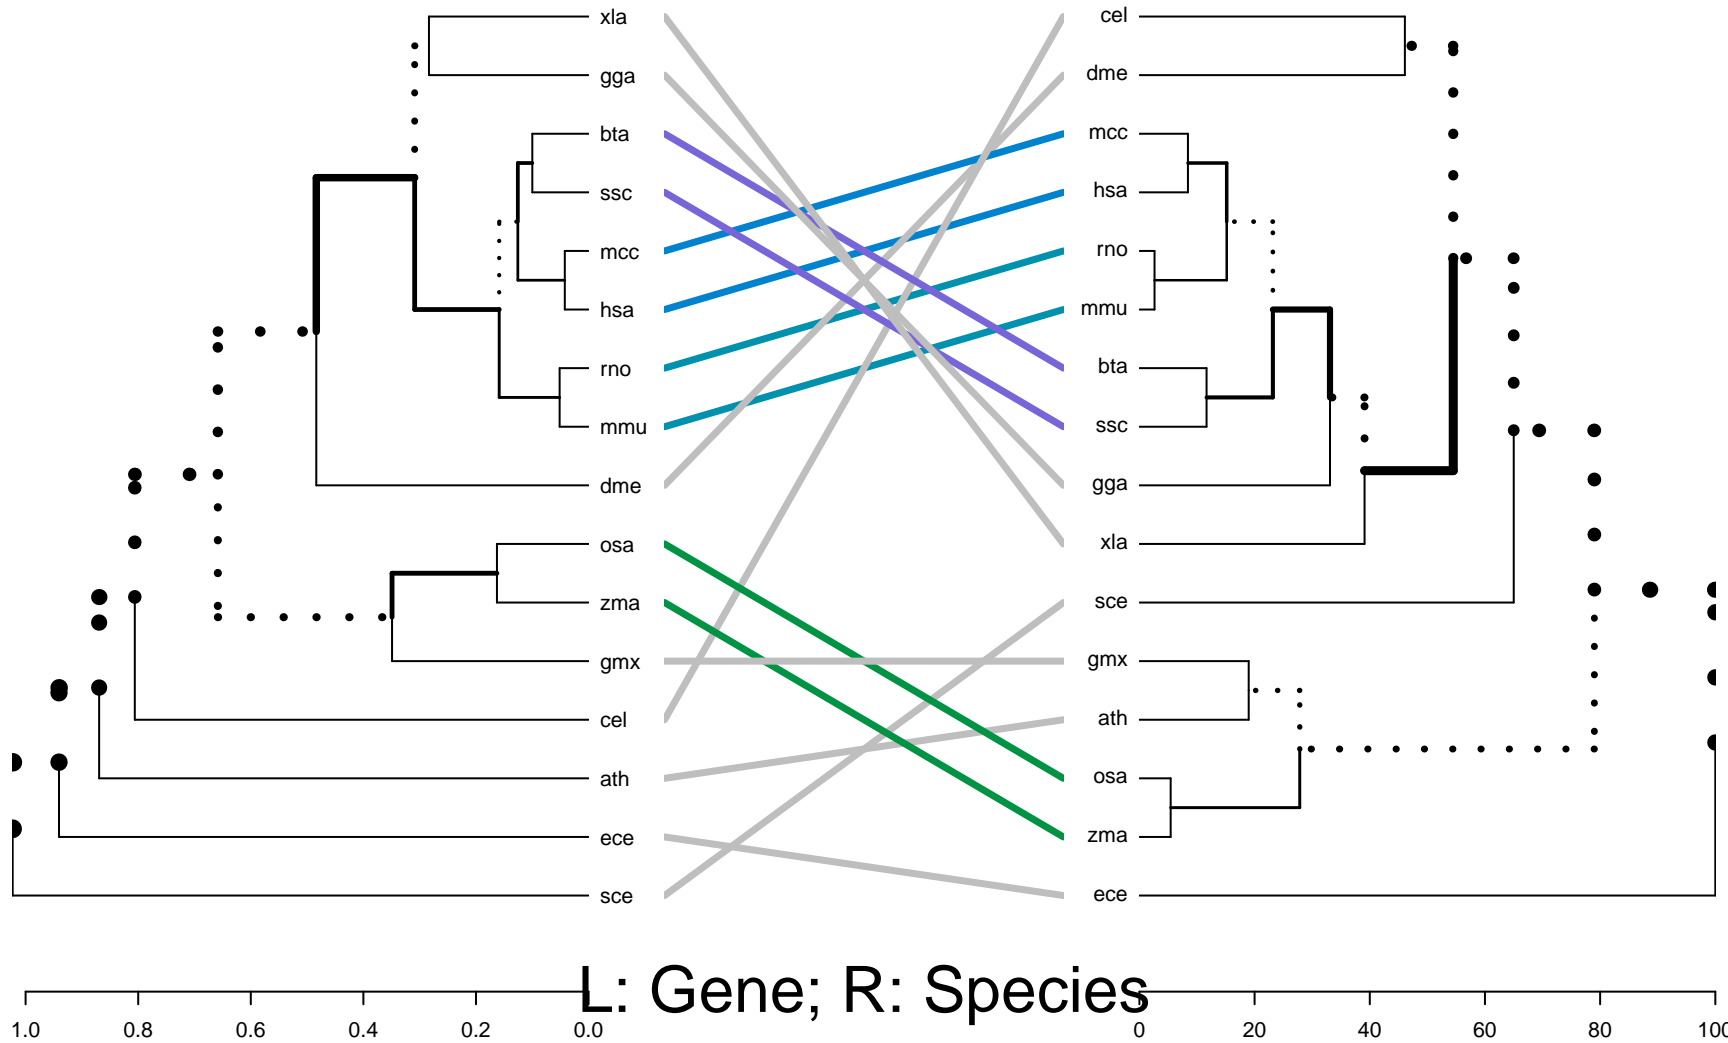 xla
gga
bta
ssc
mcc
hsa
rno
mmu
dme
osa
zma
gmx
cel
ath
ece
sce
cel
dme
mcc
hsa
rno
mmu
bta
ssc
gga
xla
sce
gmx
ath
osa
zma
ece
L: Gene; R: Species
1.0 0.8 0.6 0.4 0.2 0.0
0 20 40 60 80 100